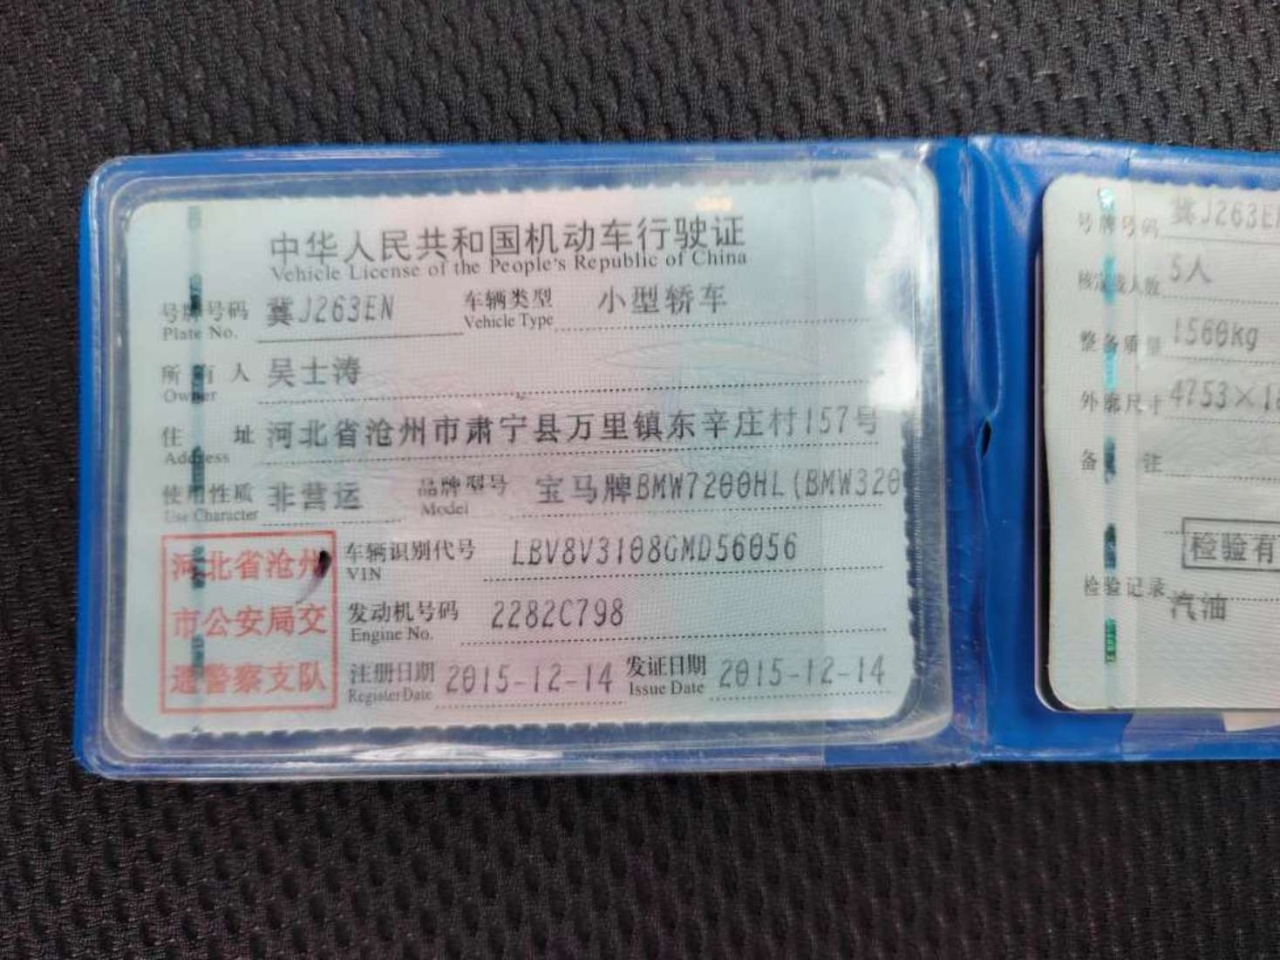 中华人民共和国机动车行驶证
Vehicle License of the People's Republic of China
号牌号码 冀J263EN 车辆类型 小型轿车
Plate No. Vehicle Type
所有人 吴士涛
Owner
住址 河北省沧州市肃宁县万里镇东辛庄村157号
Address
使用性质 非营运 品牌型号 宝马牌BMW7200HL(BMW320
Use Character Model
河北省沧州
市公安局交
通警察支队
车辆识别代号 LBV8V3108GMD56056
VIN
发动机号码 2282C798
Engine No.
注册日期 2015-12-14 发证日期 2015-12-14
Register Date Issue Date
号牌号码 冀J263E
核定载人数 5人
整备质量 1560kg
外廓尺寸 4753×18
备注
检验有
检验记录
汽油